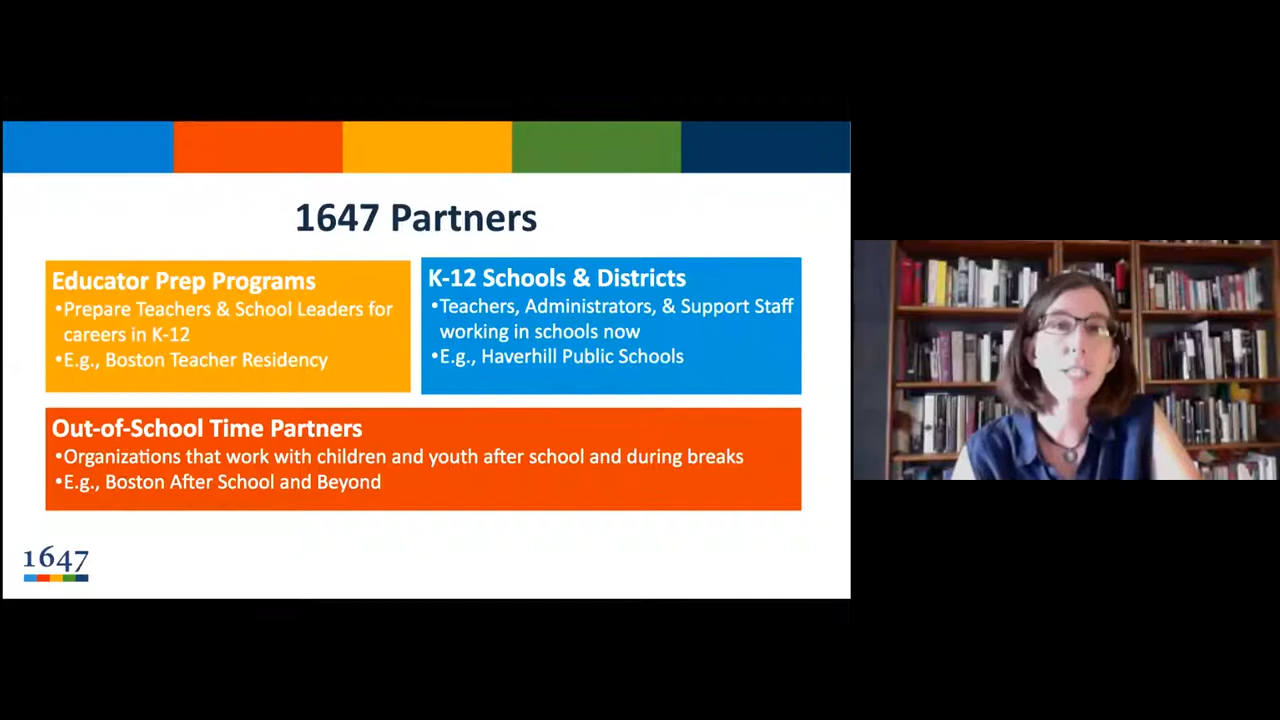 1647 Partners
Educator Prep Programs
•Prepare Teachers & School Leaders for
careers in K-12
•E.g., Boston Teacher Residency
K-12 Schools & Districts
•Teachers, Administrators, & Support Staff
working in schools now
•E.g., Haverhill Public Schools
Out-of-School Time Partners
•Organizations that work with children and youth after school and during breaks
•E.g., Boston After School and Beyond
1647